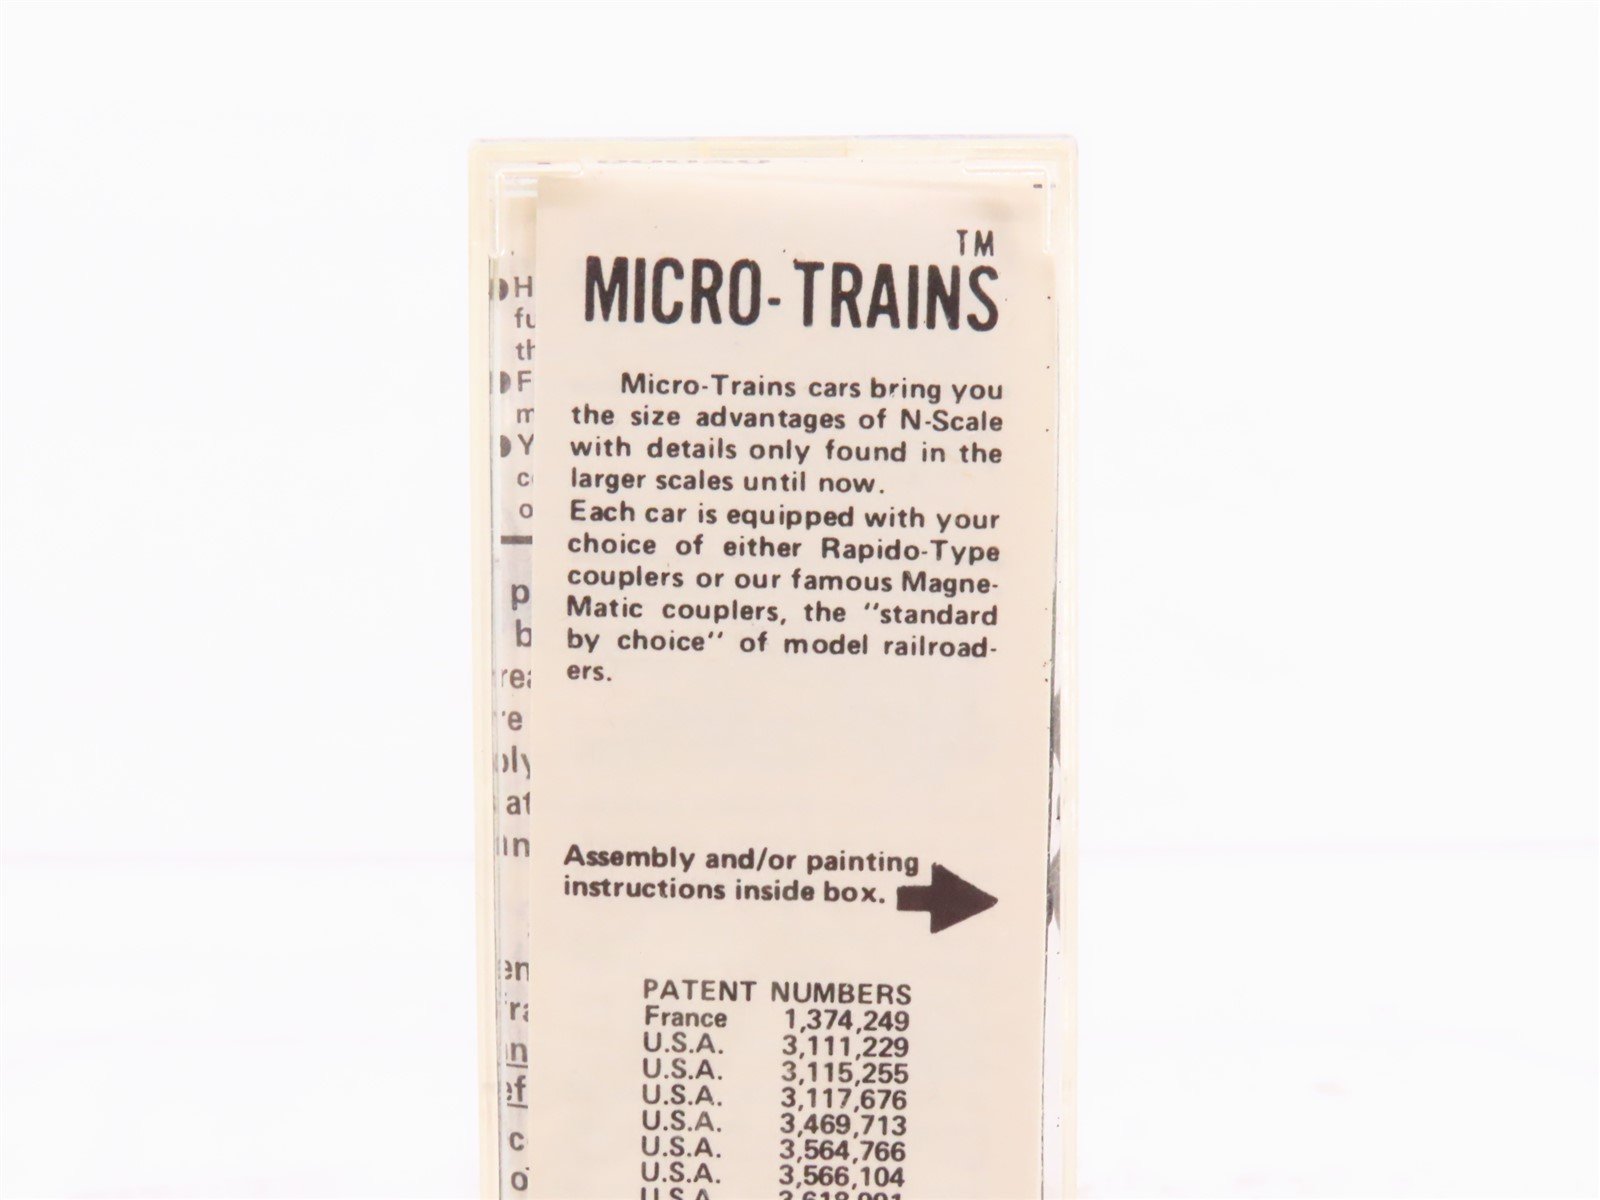 TM
MICRO-TRAINS
Micro-Trains cars bring you
the size advantages of N-Scale
with details only found in the
larger scales until now.
Each car is equipped with your
choice of either Rapido-Type
couplers or our famous Magne-
Matic couplers, the "standard
by choice" of model railroad-
ers.
Assembly and/or painting
instructions inside box.
PATENT NUMBERS
France 1,374,249
U.S.A. 3,111,229
U.S.A. 3,115,255
U.S.A. 3,117,676
U.S.A. 3,469,713
U.S.A. 3,564,766
U.S.A. 3,566,104
U.S.A. 3,618,991